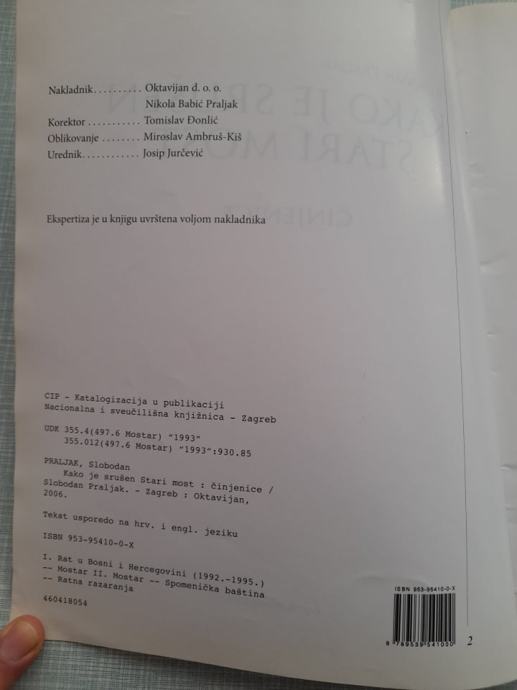 Nakladnik.......... Oktavijan d. o. o.
Nikola Babić Praljak
Korektor ........... Tomislav Đonlić
Oblikovanje ........ Miroslav Ambruš-Kiš
Urednik............ Josip Jurčević
Ekspertiza je u knjigu uvrštena voljom nakladnika
CIP - Katalogizacija u publikaciji
Nacionalna i sveučilišna knjižnica - Zagreb
UDK 355.4(497.6 Mostar) "1993"
355.012(497.6 Mostar) "1993":930.85
PRALJAK, Slobodan
Kako je srušen Stari most : činjenice /
Slobodan Praljak. - Zagreb : Oktavijan,
2006.
Tekst usporedo na hrv. i engl. jeziku
ISBN 953-95410-0-X
I. Rat u Bosni i Hercegovini (1992.-1995.)
-- Mostar II. Mostar -- Spomenička baština
-- Ratna razaranja
460418054
ISBN 953-95410-0-X
9 789539 541000
2